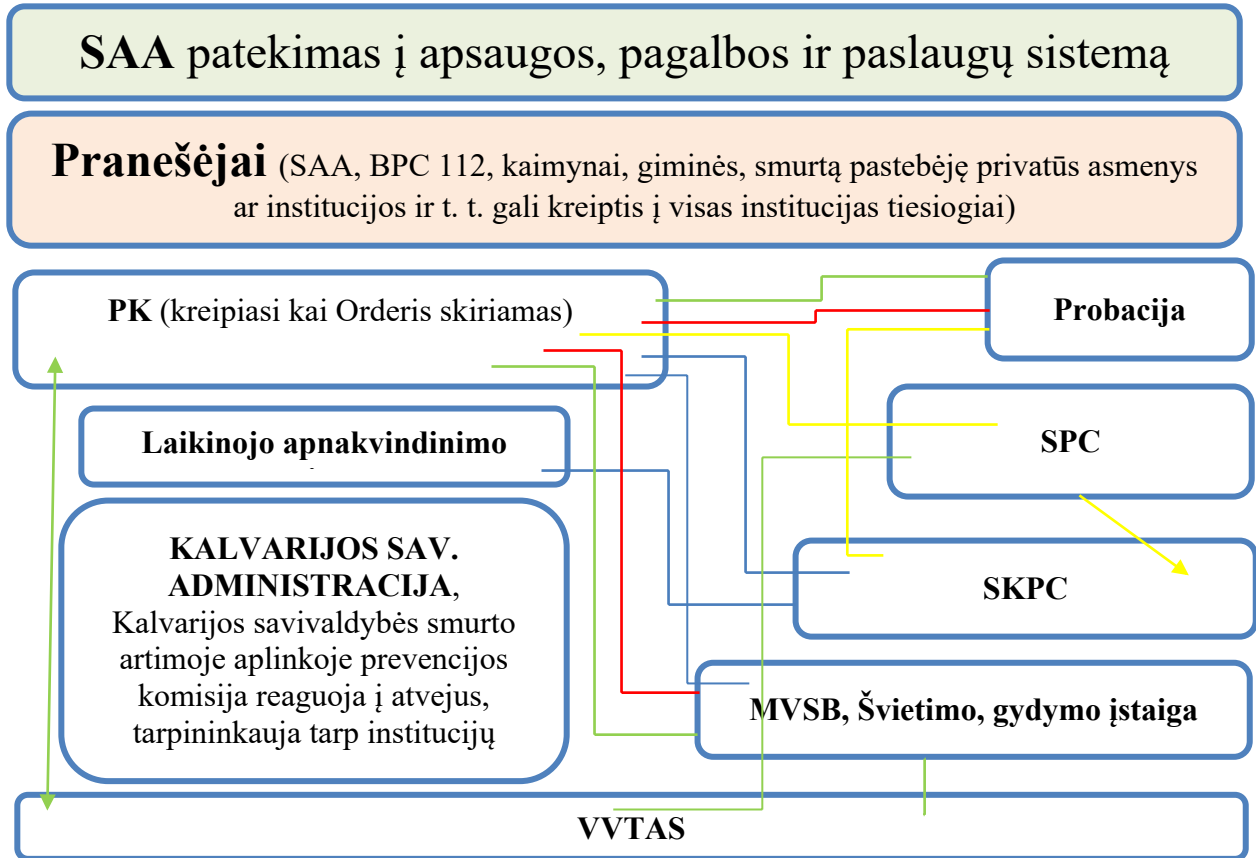 SAA patekimas į apsaugos, pagalbos ir paslaugų sistemą
Pranešėjai (SAA, BPC 112, kaimynai, giminės, smurtą pastebėję privatūs asmenys
ar institucijos ir t. t. gali kreiptis į visas institucijas tiesiogiai)
PK (kreipiasi kai Orderis skiriamas)
Probacija
Laikinojo apnakvindinimo
SPC
KALVARIJOS SAV.
ADMINISTRACIJA,
Kalvarijos savivaldybės smurto
artimoje aplinkoje prevencijos
komisija reaguoja į atvejus,
tarpininkauja tarp institucijų
SKPC
MVSB, Švietimo, gydymo įstaiga
VVTAS